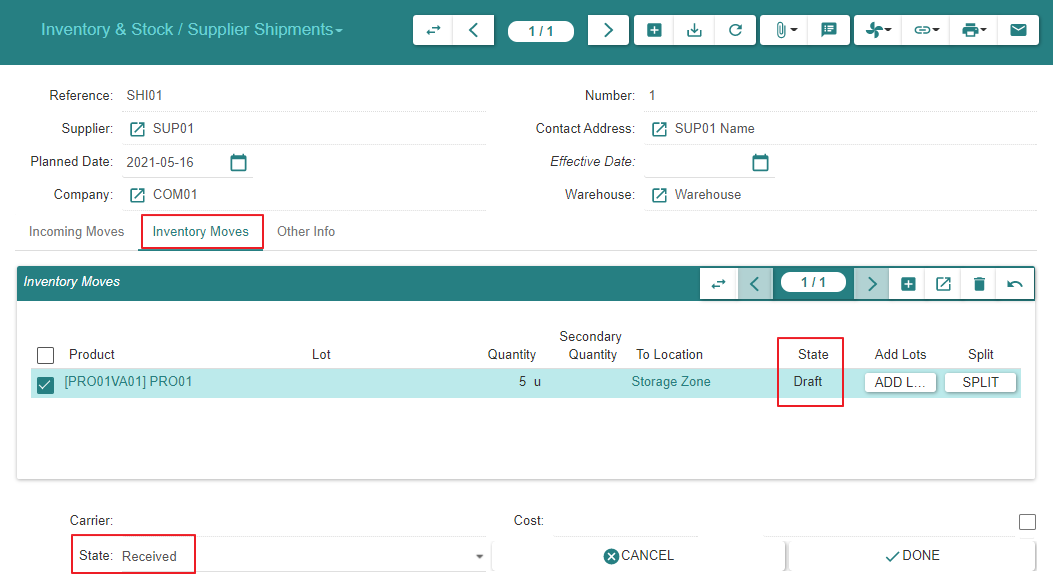 Inventory & Stock / Supplier Shipments
1 / 1
Reference: SHI01
Number: 1
Supplier: SUP01
Contact Address: SUP01 Name
Planned Date: 2021-05-16
Effective Date:
Company: COM01
Warehouse: Warehouse
Incoming Moves Inventory Moves Other Info
Inventory Moves 1 / 1
Product Lot Quantity Secondary Quantity To Location State Add Lots Split
[PRO01VA01] PRO01 5 u Storage Zone Draft ADD L... SPLIT
Carrier: Cost:
State: Received CANCEL DONE